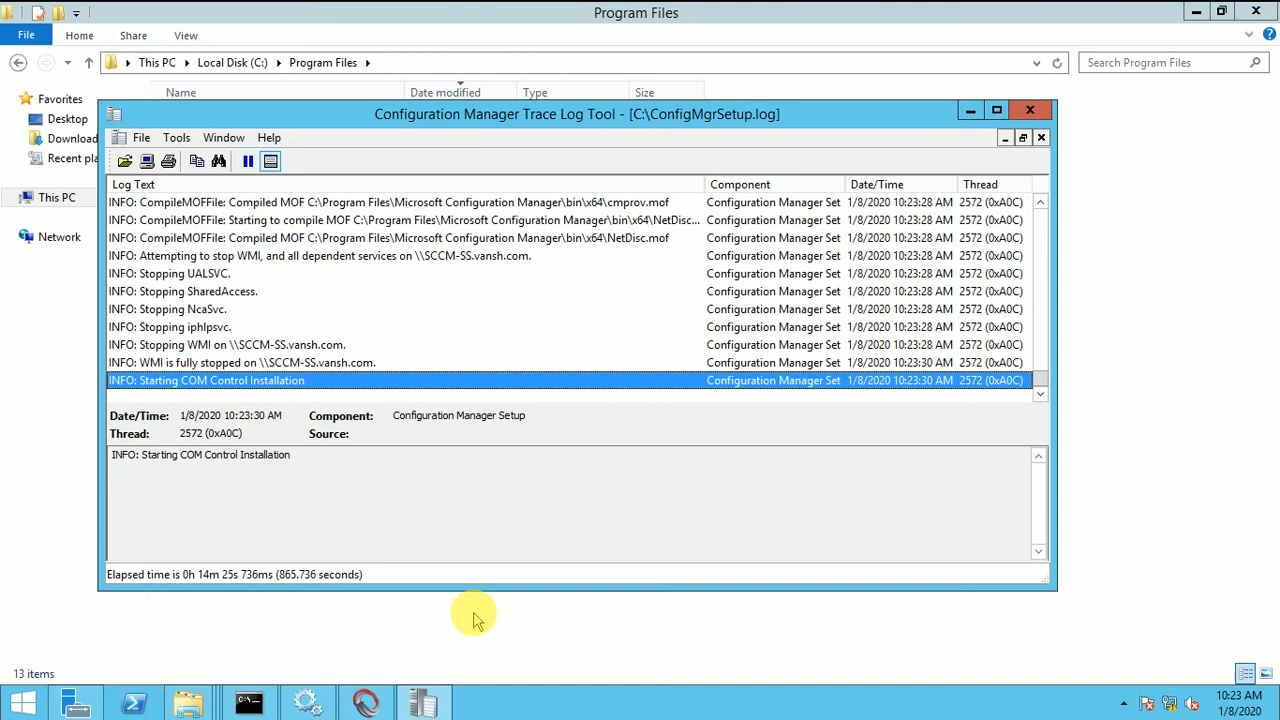 Program Files
File Home Share View
This PC Local Disk (C:) Program Files
Search Program Files
Name Date modified Type Size
Favorites
Desktop
Download
Recent pla
This PC
Network
Configuration Manager Trace Log Tool - [C:\ConfigMgrSetup.log]
File Tools Window Help
Log Text Component Date/Time Thread
INFO: CompileMOFFile: Compiled MOF C:\Program Files\Microsoft Configuration Manager\bin\x64\cmprov.mof Configuration Manager Set 1/8/2020 10:23:28 AM 2572 (0xA0C)
INFO: CompileMOFFile: Starting to compile MOF C:\Program Files\Microsoft Configuration Manager\bin\x64\NetDisc... Configuration Manager Set 1/8/2020 10:23:28 AM 2572 (0xA0C)
INFO: CompileMOFFile: Compiled MOF C:\Program Files\Microsoft Configuration Manager\bin\x64\NetDisc.mof Configuration Manager Set 1/8/2020 10:23:28 AM 2572 (0xA0C)
INFO: Attempting to stop WMI, and all dependent services on \\SCCM-SS.vansh.com. Configuration Manager Set 1/8/2020 10:23:28 AM 2572 (0xA0C)
INFO: Stopping UALSVC. Configuration Manager Set 1/8/2020 10:23:28 AM 2572 (0xA0C)
INFO: Stopping SharedAccess. Configuration Manager Set 1/8/2020 10:23:28 AM 2572 (0xA0C)
INFO: Stopping NcaSvc. Configuration Manager Set 1/8/2020 10:23:28 AM 2572 (0xA0C)
INFO: Stopping iphlpsvc. Configuration Manager Set 1/8/2020 10:23:28 AM 2572 (0xA0C)
INFO: Stopping WMI on \\SCCM-SS.vansh.com. Configuration Manager Set 1/8/2020 10:23:28 AM 2572 (0xA0C)
INFO: WMI is fully stopped on \\SCCM-SS.vansh.com. Configuration Manager Set 1/8/2020 10:23:30 AM 2572 (0xA0C)
INFO: Starting COM Control Installation Configuration Manager Set 1/8/2020 10:23:30 AM 2572 (0xA0C)
Date/Time: 1/8/2020 10:23:30 AM Component: Configuration Manager Setup
Thread: 2572 (0xA0C) Source:
INFO: Starting COM Control Installation
Elapsed time is 0h 14m 25s 736ms (865.736 seconds)
13 items
10:23 AM
1/8/2020